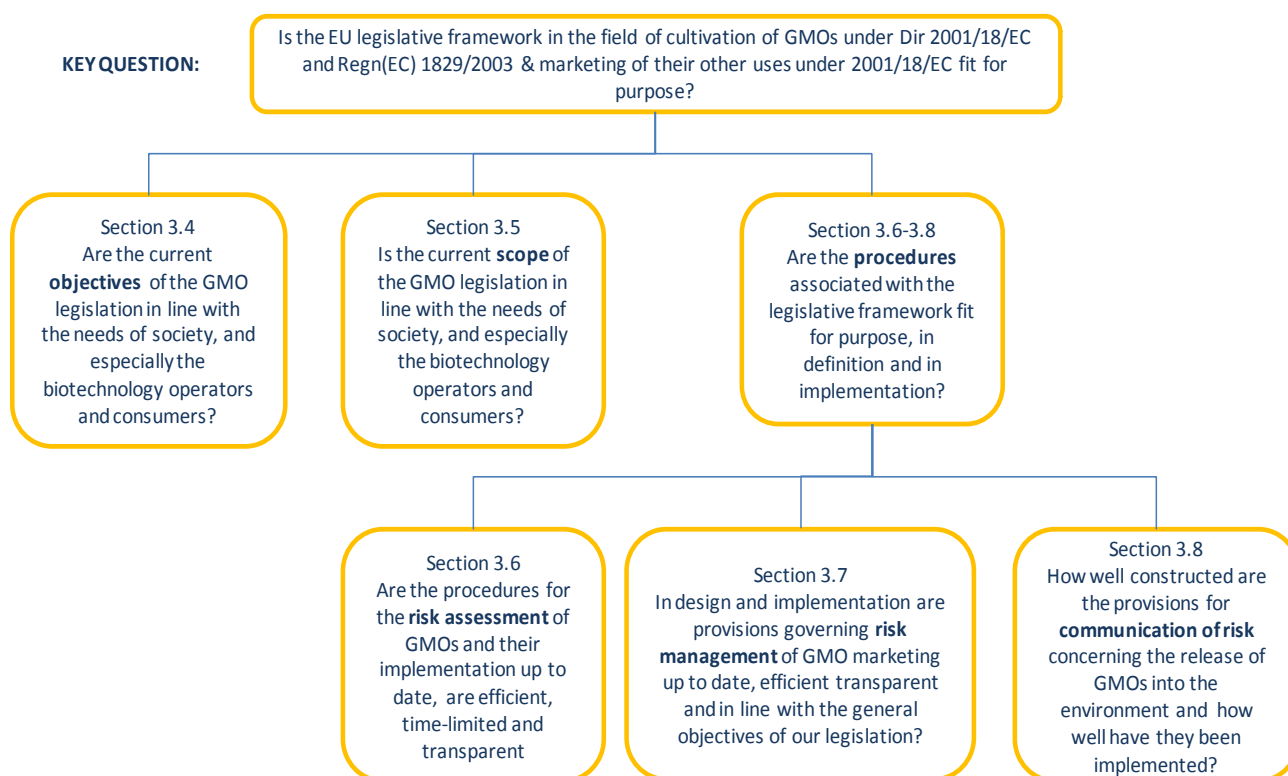 KEY QUESTION:
Is the EU legislative framework in the field of cultivation of GMOs under Dir 2001/18/EC
and Regn(EC) 1829/2003 & marketing of their other uses under 2001/18/EC fit for
purpose?
Section 3.4
Are the current
objectives of the GMO
legislation in line with
the needs of society, and
especially the
biotechnology operators
and consumers?
Section 3.5
Is the current scope of
the GMO legislation in
line with the needs of
society, and especially
the biotechnology
operators and
consumers?
Section 3.6-3.8
Are the procedures
associated with the
legislative framework fit
for purpose, in
definition and in
implementation?
Section 3.6
Are the procedures for
the risk assessment of
GMOs and their
implementation up to
date, are efficient,
time-limited and
transparent
Section 3.7
In design and implementation are
provisions governing risk
management of GMO marketing
up to date, efficient transparent
and in line with the general
objectives of our legislation?
Section 3.8
How well constructed are
the provisions for
communication of risk
concerning the release of
GMOs into the
environment and how
well have they been
implemented?